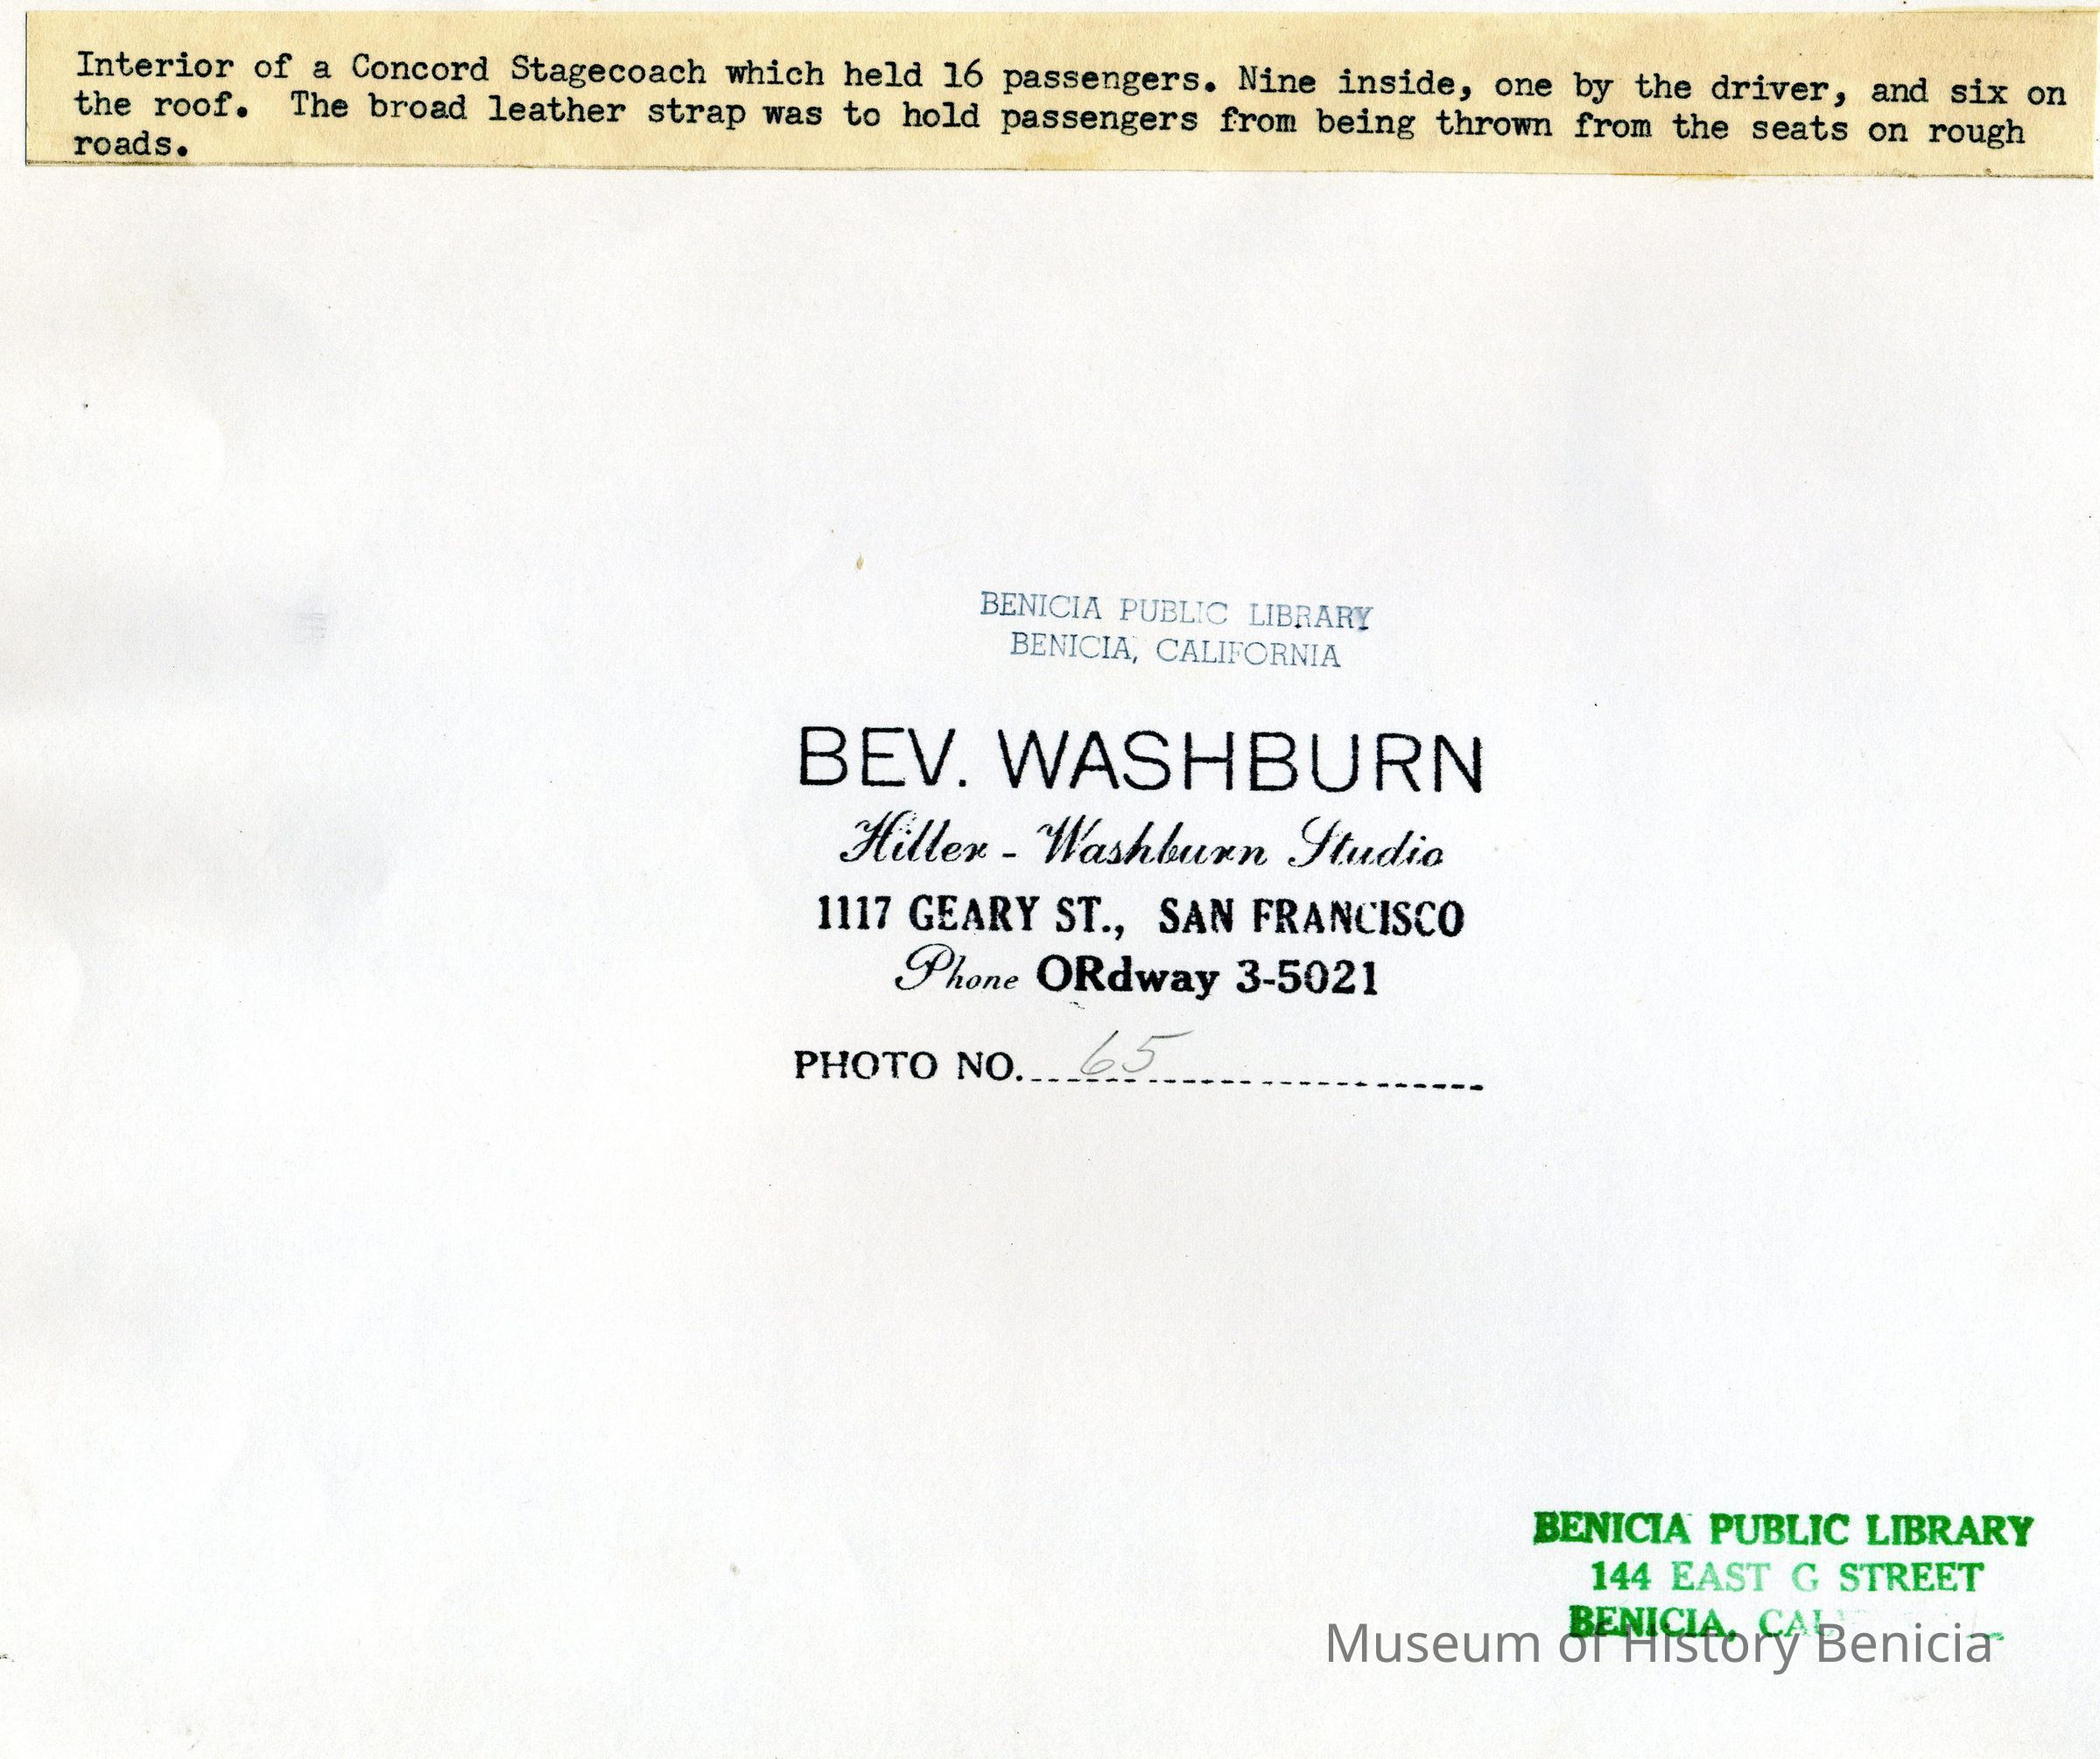 Interior of a Concord Stagecoach which held 16 passengers. Nine inside, one by the driver, and six on
the roof.  The broad leather strap was to hold passengers from being thrown from the seats on rough
roads.
BENICIA PUBLIC LIBRARY
BENICIA, CALIFORNIA
BEV. WASHBURN
Hiller - Washburn Studio
1117 GEARY ST., SAN FRANCISCO
Phone ORdway 3-5021
PHOTO NO. 65
BENICIA PUBLIC LIBRARY
144 EAST G STREET
BENICIA,
Museum of History Benicia